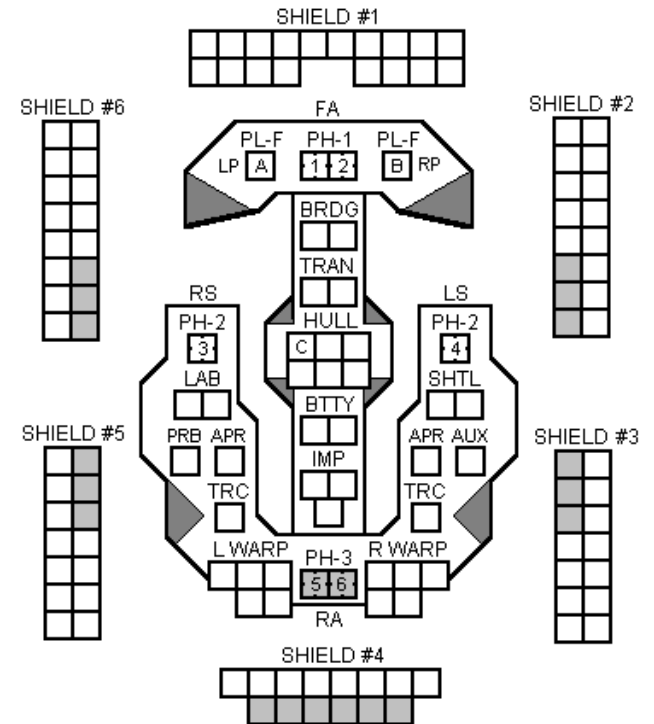 SHIELD #1
SHIELD #6
FA
SHIELD #2
PL-F PH-1 PL-F
LP A 1 2 B RP
BRDG
TRAN
RS LS
HULL
PH-2 PH-2
C
3 4
LAB SHTL
BTTY
SHIELD #5 PRB APR APR AUX SHIELD #3
IMP
TRC TRC
L WARP PH-3 R WARP
5 6
RA
SHIELD #4